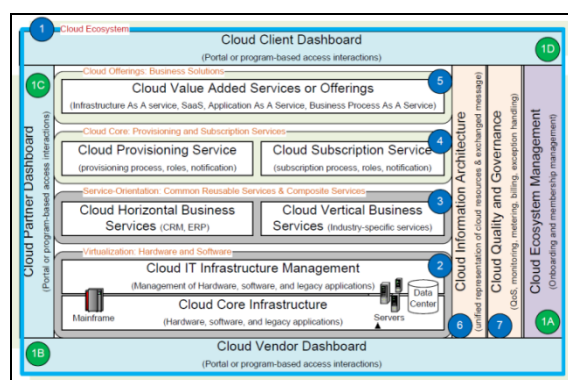 1
Cloud Ecosystem
Cloud Client Dashboard
(Portal or program-based access interactions)
1D
1C
Cloud Partner Dashboard
(Portal or program-based access interactions)
Cloud Offerings: Business Solutions
5
Cloud Value Added Services or Offerings
(Infrastructure As A service, SaaS, Application As A Service, Business Process As A Service)
Cloud Core: Provisioning and Subscription Services
4
Cloud Provisioning Service
(provisioning process, roles, notification)
Cloud Subscription Service
(subscription process, roles, notification)
Service-Orientation: Common Reusable Services & Composite Services
3
Cloud Horizontal Business
Services (CRM, ERP)
Cloud Vertical Business
Services (Industry-specific services)
Virtualization: Hardware and Software
2
Cloud IT Infrastructure Management
(Management of Hardware, software, and legacy applications)
Cloud Core Infrastructure
(Hardware, software, and legacy applications)
Mainframe
Servers
Data
Center
Cloud Information Architecture
(unified representation of cloud resources & exchanged message)
6
Cloud Quality and Governance
(QoS, monitoring, metering, billing, exception handling)
7
Cloud Ecosystem Management
(Onboarding and membership management)
1A
1B
Cloud Vendor Dashboard
(Portal or program-based access interactions)